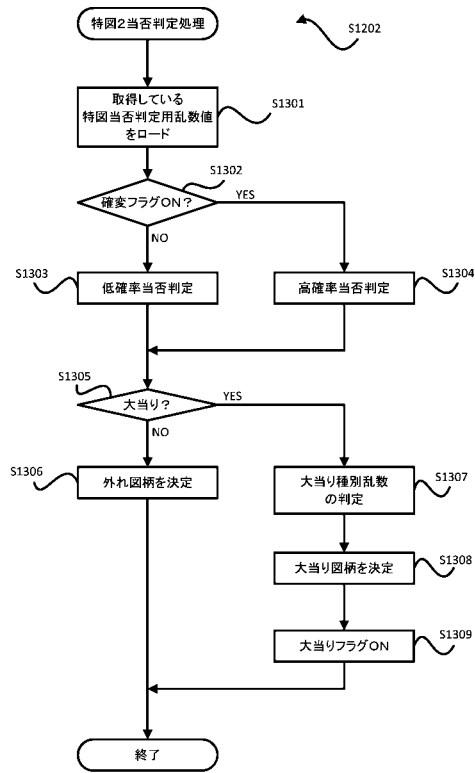 特図２当否判定処理
S1202
取得している
特図当否判定用乱数値
をロード
S1301
S1302
確変フラグＯＮ？
YES
NO
S1303
低確率当否判定
高確率当否判定
S1304
S1305
大当り？
YES
NO
S1306
外れ図柄を決定
大当り種別乱数
の判定
S1307
大当り図柄を決定
S1308
大当りフラグＯＮ
S1309
終了